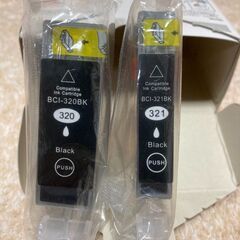 Compatible
Ink Cartridge
BCI-320BK
320
Black
PUSH
Compatible
Ink Cartridge
BCI-321BK
321
Black
PUSH